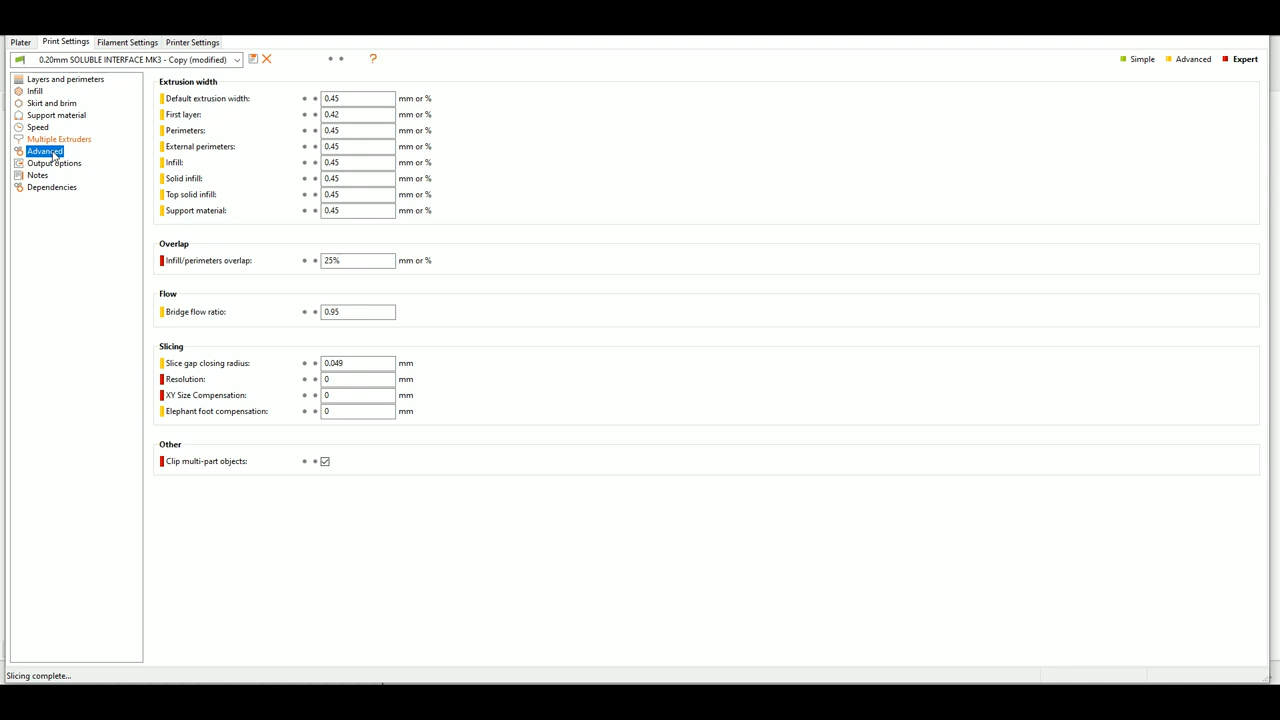 Plater Print Settings Filament Settings Printer Settings
0.20mm SOLUBLE INTERFACE MK3 - Copy (modified) ? Simple Advanced Expert
Layers and perimeters
Infill
Skirt and brim
Support material
Speed
Multiple Extruders
Advanced
Output options
Notes
Dependencies
Extrusion width
Default extrusion width: 0.45 mm or %
First layer: 0.42 mm or %
Perimeters: 0.45 mm or %
External perimeters: 0.45 mm or %
Infill: 0.45 mm or %
Solid infill: 0.45 mm or %
Top solid infill: 0.45 mm or %
Support material: 0.45 mm or %
Overlap
Infill/perimeters overlap: 25% mm or %
Flow
Bridge flow ratio: 0.95
Slicing
Slice gap closing radius: 0.049 mm
Resolution: 0 mm
XY Size Compensation: 0 mm
Elephant foot compensation: 0 mm
Other
Clip multi-part objects:
Slicing complete...